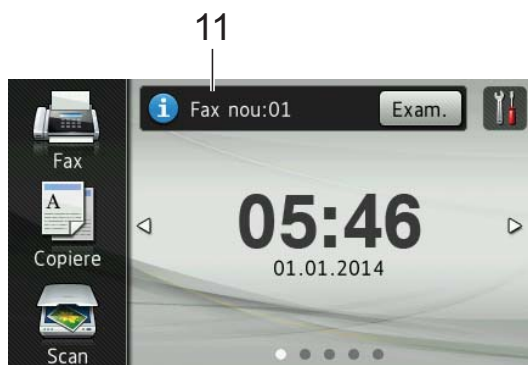 11
Fax nou:01
Exam.
Fax
A
Copiere
05:46
01.01.2014
Scan